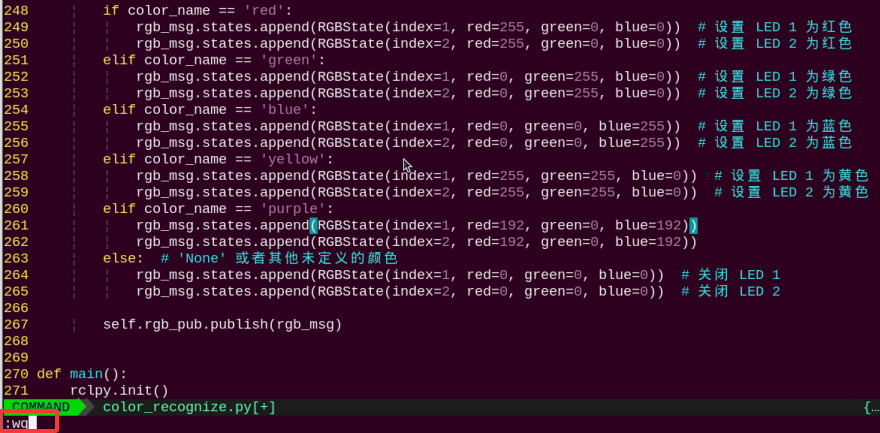 248 if color_name == 'red':
249 rgb_msg.states.append(RGBState(index=1, red=255, green=0, blue=0)) # 设置 LED 1 为红色
250 rgb_msg.states.append(RGBState(index=2, red=255, green=0, blue=0)) # 设置 LED 2 为红色
251 elif color_name == 'green':
252 rgb_msg.states.append(RGBState(index=1, red=0, green=255, blue=0)) # 设置 LED 1 为绿色
253 rgb_msg.states.append(RGBState(index=2, red=0, green=255, blue=0)) # 设置 LED 2 为绿色
254 elif color_name == 'blue':
255 rgb_msg.states.append(RGBState(index=1, red=0, green=0, blue=255)) # 设置 LED 1 为蓝色
256 rgb_msg.states.append(RGBState(index=2, red=0, green=0, blue=255)) # 设置 LED 2 为蓝色
257 elif color_name == 'yellow':
258 rgb_msg.states.append(RGBState(index=1, red=255, green=255, blue=0)) # 设置 LED 1 为黄色
259 rgb_msg.states.append(RGBState(index=2, red=255, green=255, blue=0)) # 设置 LED 2 为黄色
260 elif color_name == 'purple':
261 rgb_msg.states.append(RGBState(index=1, red=192, green=0, blue=192))
262 rgb_msg.states.append(RGBState(index=2, red=192, green=0, blue=192))
263 else: # 'None' 或者其他未定义的颜色
264 rgb_msg.states.append(RGBState(index=1, red=0, green=0, blue=0)) # 关闭 LED 1
265 rgb_msg.states.append(RGBState(index=2, red=0, green=0, blue=0)) # 关闭 LED 2
266
267 self.rgb_pub.publish(rgb_msg)
268
269
270 def main():
271 rclpy.init()
COMMAND color_recognize.py[+] {…
:wq